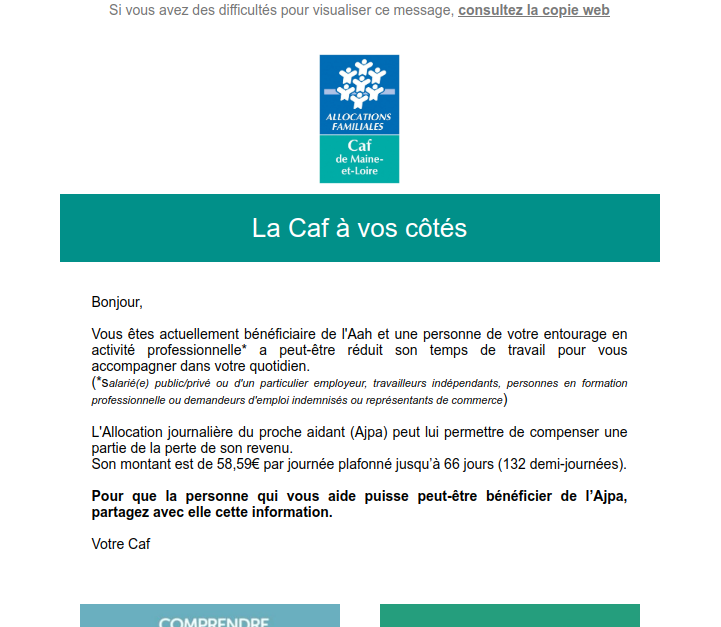 Si vous avez des difficultés pour visualiser ce message, consultez la copie web
ALLOCATIONS
FAMILIALES
Caf
de Maine-
et-Loire
La Caf à vos côtés
Bonjour,
Vous êtes actuellement bénéficiaire de l'Aah et une personne de votre entourage en
activité professionnelle* a peut-être réduit son temps de travail pour vous
accompagner dans votre quotidien.
(*salarié(e) public/privé ou d'un particulier employeur, travailleurs indépendants, personnes en formation
professionnelle ou demandeurs d'emploi indemnisés ou représentants de commerce)
L'Allocation journalière du proche aidant (Ajpa) peut lui permettre de compenser une
partie de la perte de son revenu.
Son montant est de 58,59€ par journée plafonné jusqu'à 66 jours (132 demi-journées).
Pour que la personne qui vous aide puisse peut-être bénéficier de l'Ajpa,
partagez avec elle cette information.
Votre Caf
COMPRENDRE